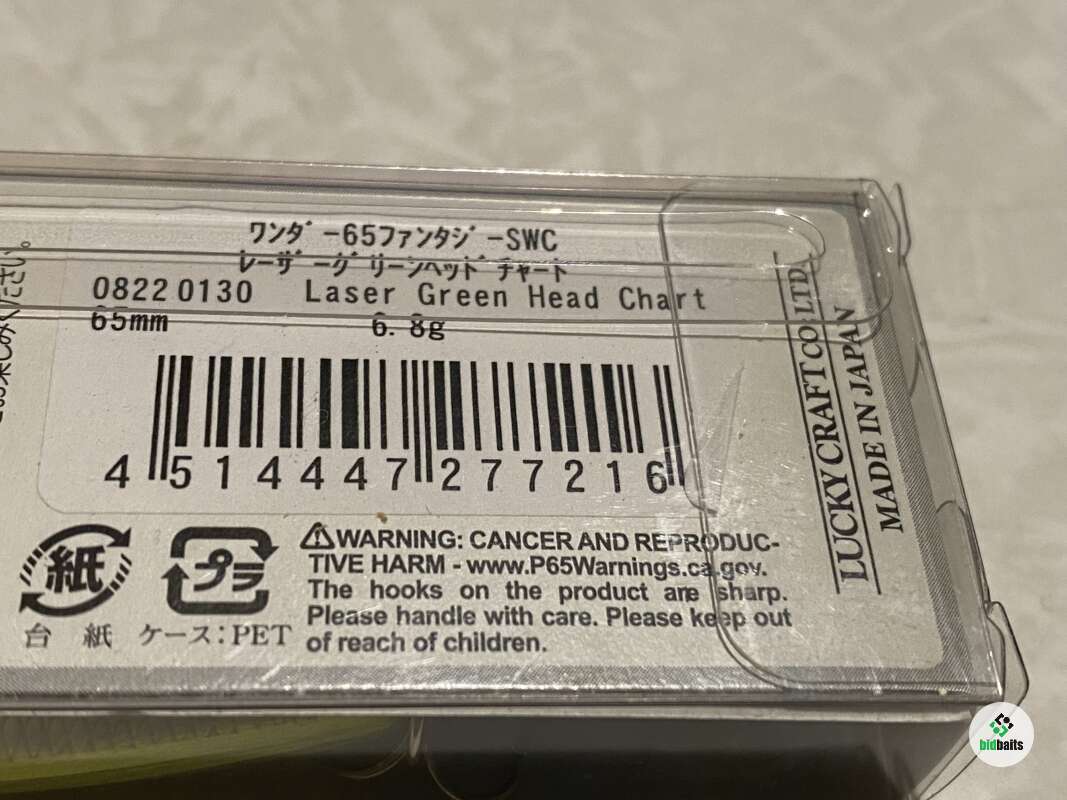 ワンダー65ファンタジーSWC
レーザーグリーンヘッドチャート
0822 0130 Laser Green Head Chart
65mm 6.8g
4 514447 277216
紙
台紙
プラ
ケース:PET
⚠WARNING: CANCER AND REPRODUC-
TIVE HARM - www.P65Warnings.ca.gov.
The hooks on the product are sharp.
Please handle with care. Please keep out
of reach of children.
LUCKY CRAFT CO., LTD.
MADE IN JAPAN
bidbaits